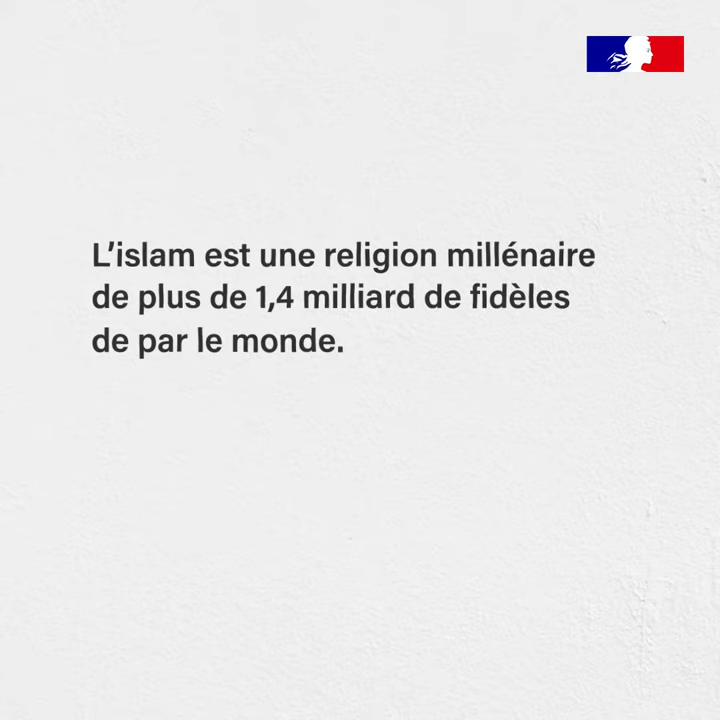 L’islam est une religion millénaire
de plus de 1,4 milliard de fidèles
de par le monde.